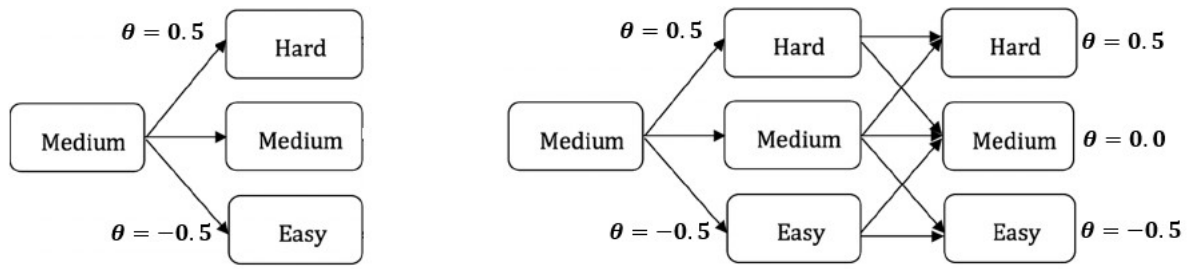 θ = 0.5
Hard
Medium
Medium
θ = −0.5
Easy
θ = 0.5
Hard
Hard
θ = 0.5
Medium
Medium
Medium
θ = 0.0
θ = −0.5
Easy
Easy
θ = −0.5